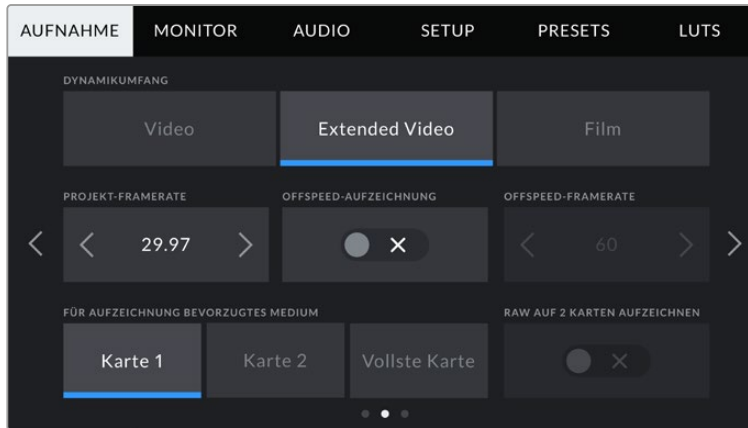 AUFNAHME MONITOR AUDIO SETUP PRESETS LUTS
DYNAMIKUMFANG
Video Extended Video Film
PROJEKT-FRAMERATE OFFSPEED-AUFZEICHNUNG OFFSPEED-FRAMERATE
29.97 60
FÜR AUFZEICHNUNG BEVORZUGTES MEDIUM RAW AUF 2 KARTEN AUFZEICHNEN
Karte 1 Karte 2 Vollste Karte